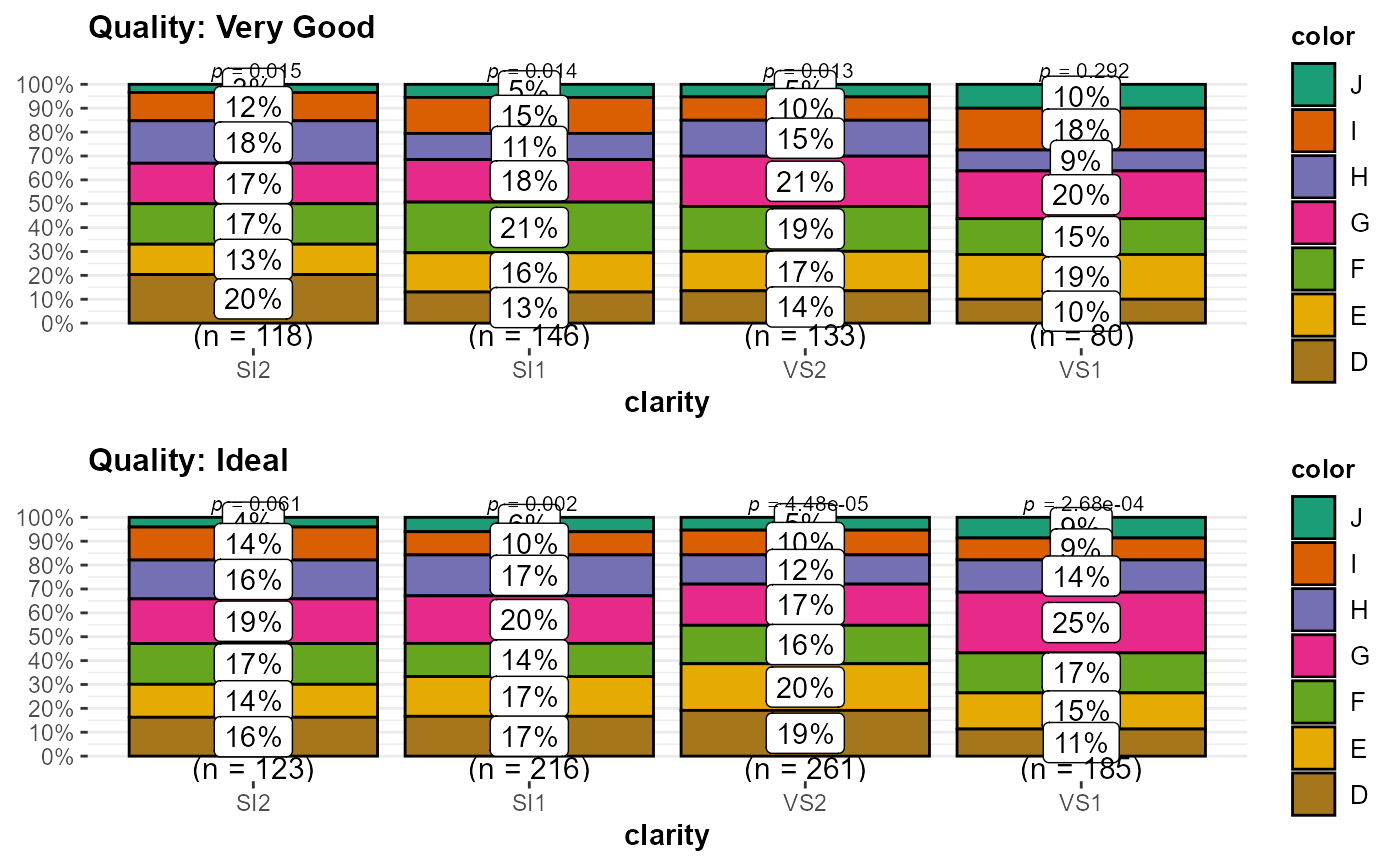 Quality: Very Good
p = 0.015 p = 0.014 p = 0.013 p = 0.292
100%
90%
80%
70%
60%
50%
40%
30%
20%
10%
0%
12%
18%
17%
17%
13%
20%
5%
15%
11%
18%
21%
16%
13%
5%
10%
15%
21%
19%
17%
14%
10%
18%
9%
20%
15%
19%
10%
(n = 118) (n = 146) (n = 133) (n = 80)
SI2 SI1 VS2 VS1
clarity
color
J
I
H
G
F
E
D
Quality: Ideal
p = 0.061 p = 0.002 p = 4.48e-05 p = 2.68e-04
100%
90%
80%
70%
60%
50%
40%
30%
20%
10%
0%
4%
14%
16%
19%
17%
14%
16%
6%
10%
17%
20%
14%
17%
17%
5%
10%
12%
17%
16%
20%
19%
9%
9%
14%
25%
17%
15%
11%
(n = 123) (n = 216) (n = 261) (n = 185)
SI2 SI1 VS2 VS1
clarity
color
J
I
H
G
F
E
D